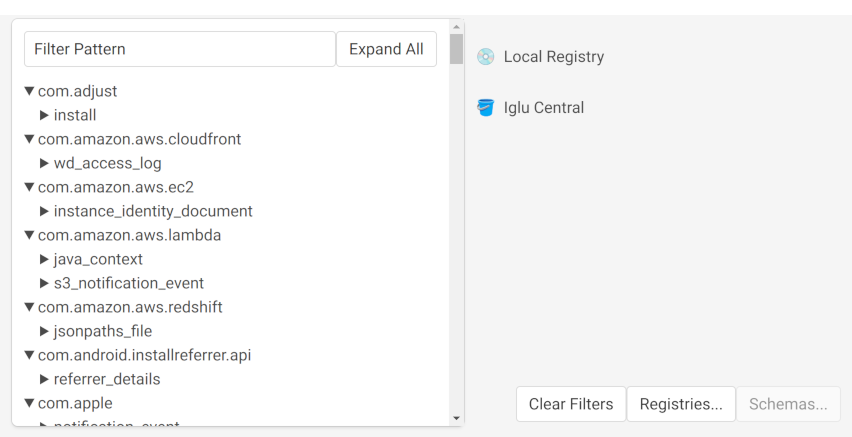 Filter Pattern
Expand All
com.adjust
install
com.amazon.aws.cloudfront
wd_access_log
com.amazon.aws.ec2
instance_identity_document
com.amazon.aws.lambda
java_context
s3_notification_event
com.amazon.aws.redshift
jsonpaths_file
com.android.installreferrer.api
referrer_details
com.apple
notification_event
Local Registry
Iglu Central
Clear Filters
Registries...
Schemas...